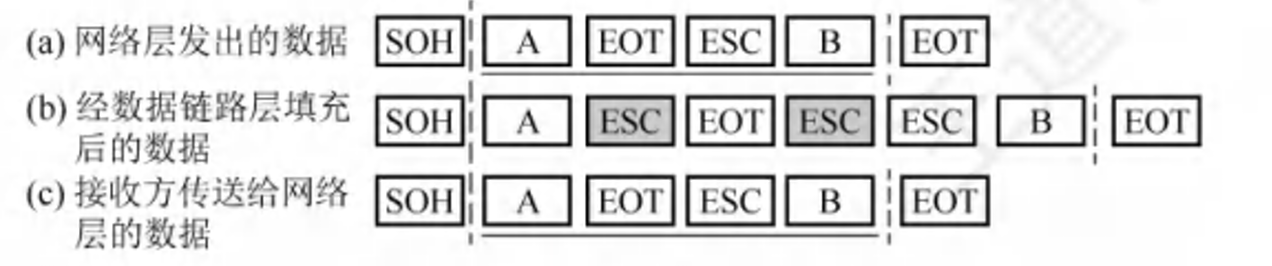 (a) 网络层发出的数据 SOH A EOT ESC B EOT
(b) 经数据链路层填充 SOH A ESC EOT ESC ESC B EOT
后的数据
(c) 接收方传送给网络 SOH A EOT ESC B EOT
层的数据